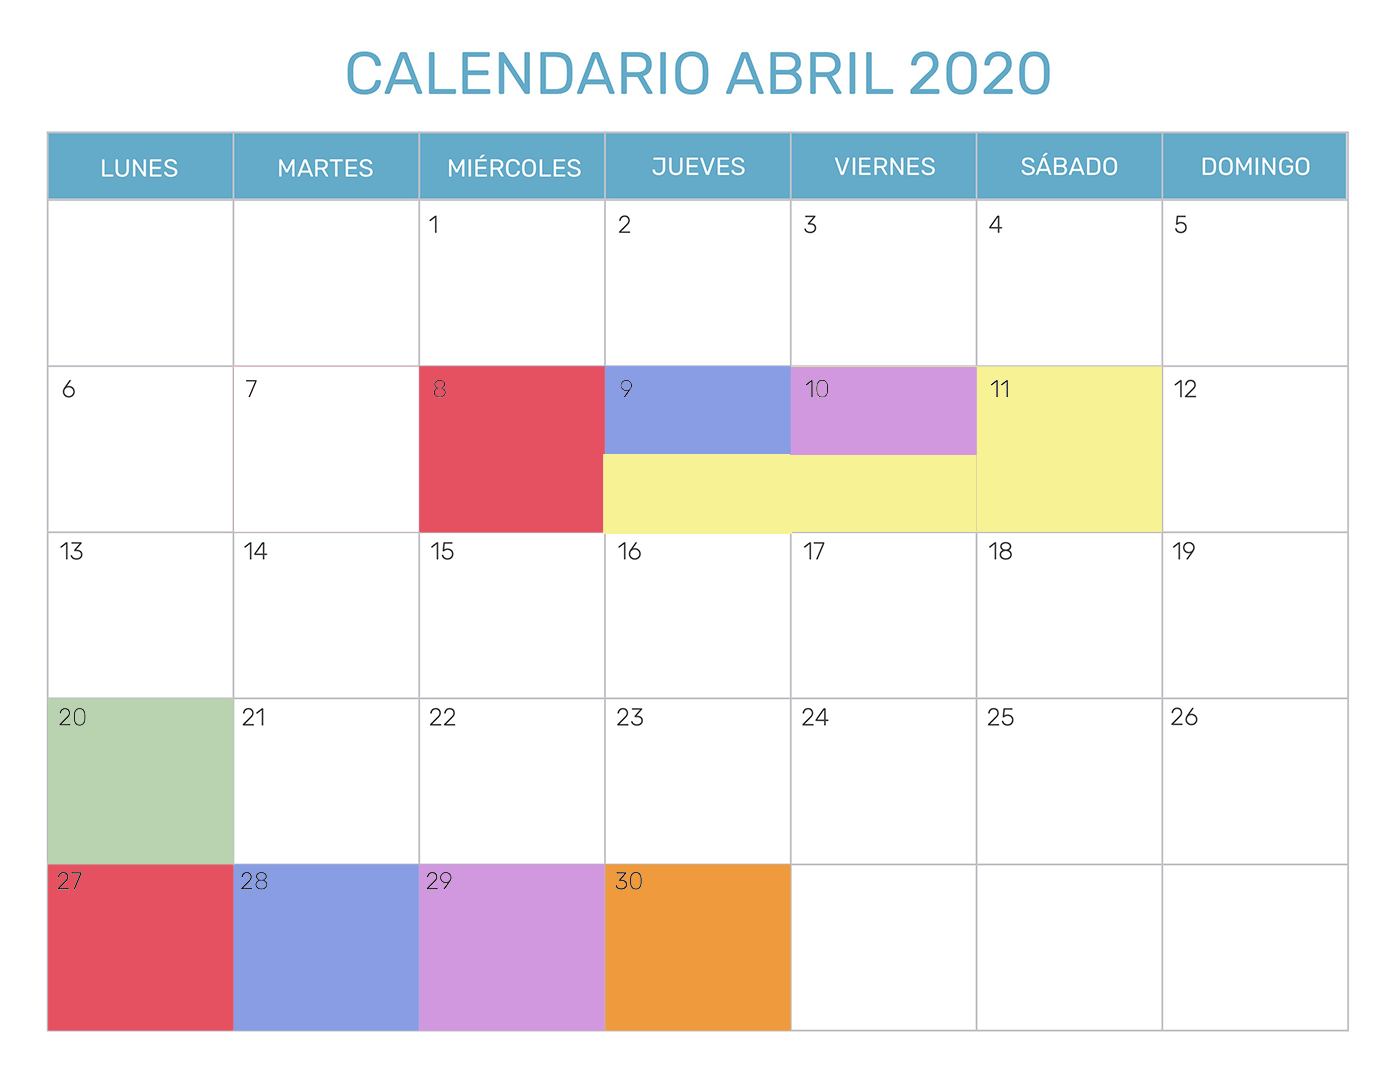 CALENDARIO ABRIL 2020
LUNES MARTES MIÉRCOLES JUEVES VIERNES SÁBADO DOMINGO
1 2 3 4 5
6 7 8 9 10 11 12
13 14 15 16 17 18 19
20 21 22 23 24 25 26
27 28 29 30